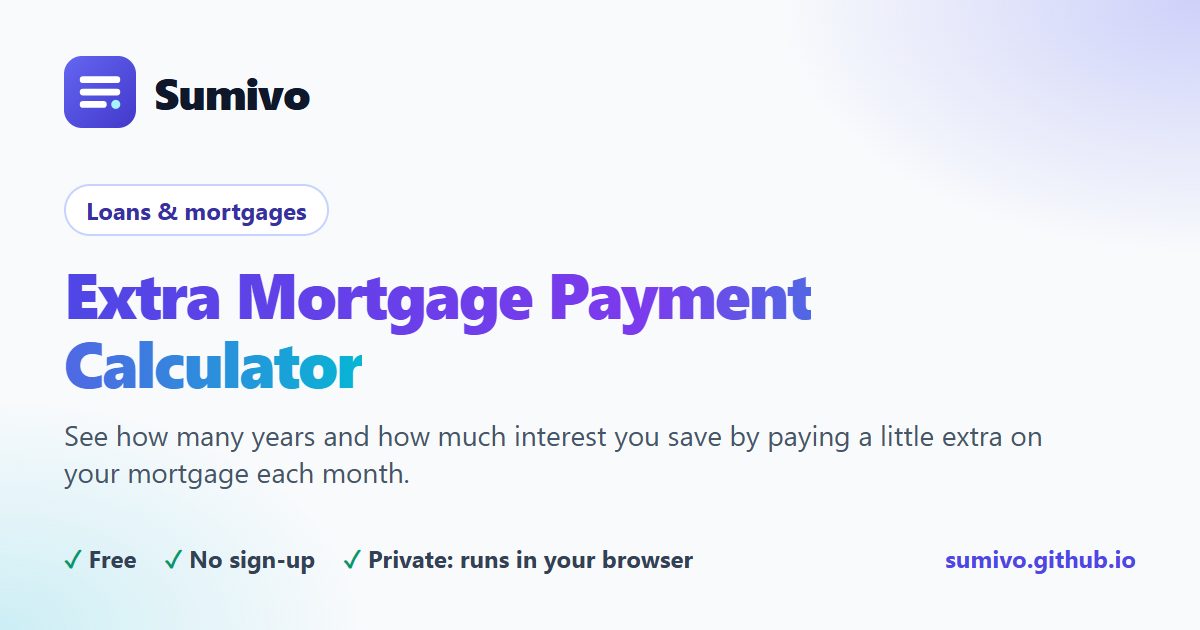 Sumivo
Loans & mortgages
Extra Mortgage Payment
Calculator
See how many years and how much interest you save by paying a little extra on
your mortgage each month.
✓ Free ✓ No sign-up ✓ Private: runs in your browser sumivo.github.io